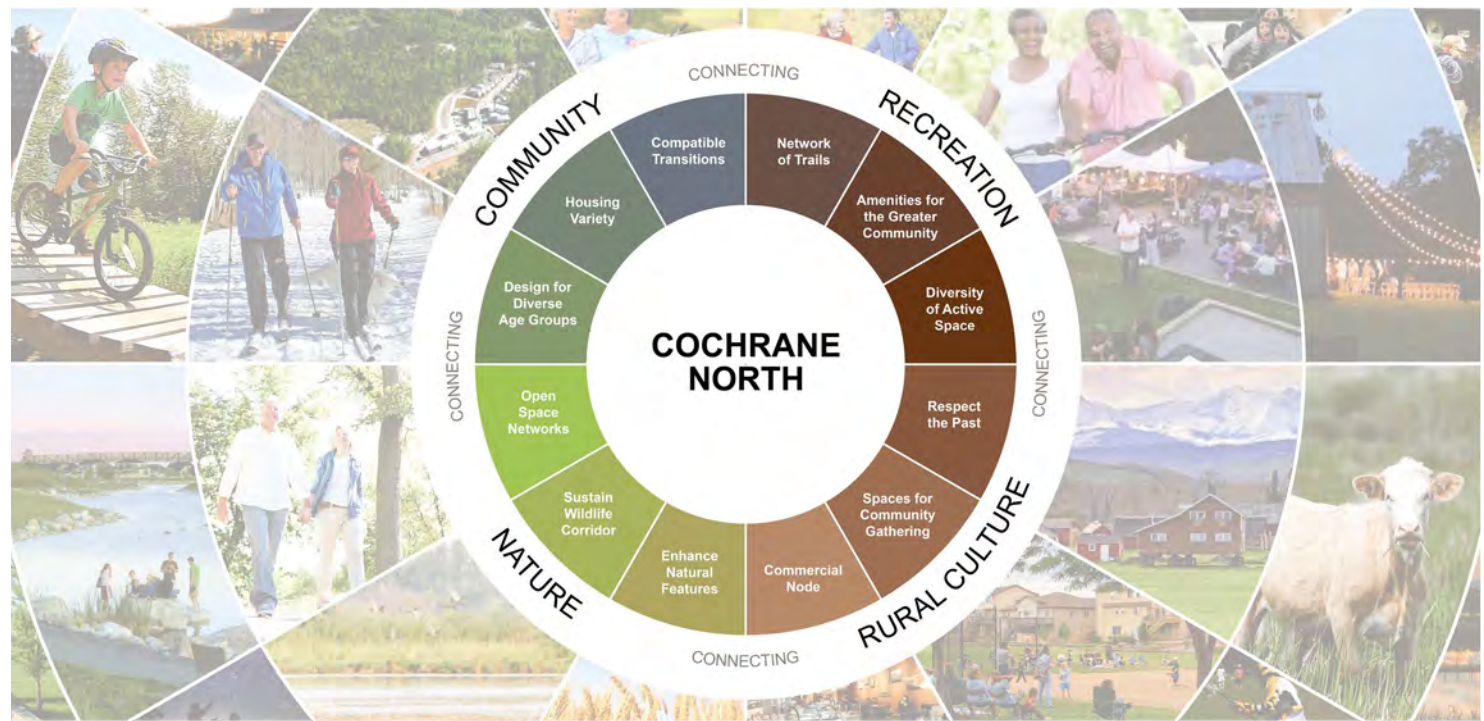 CONNECTING
COMMUNITY
RECREATION
Compatible
Transitions
Network
of Trails
Housing
Variety
Amenities for
the Greater
Community
Design for
Diverse
Age Groups
Diversity
of Active
Space
CONNECTING
COCHRANE
NORTH
CONNECTING
Open
Space
Networks
Respect
the Past
Sustain
Wildlife
Corridor
Spaces for
Community
Gathering
Enhance
Natural
Features
Commercial
Node
NATURE
RURAL CULTURE
CONNECTING